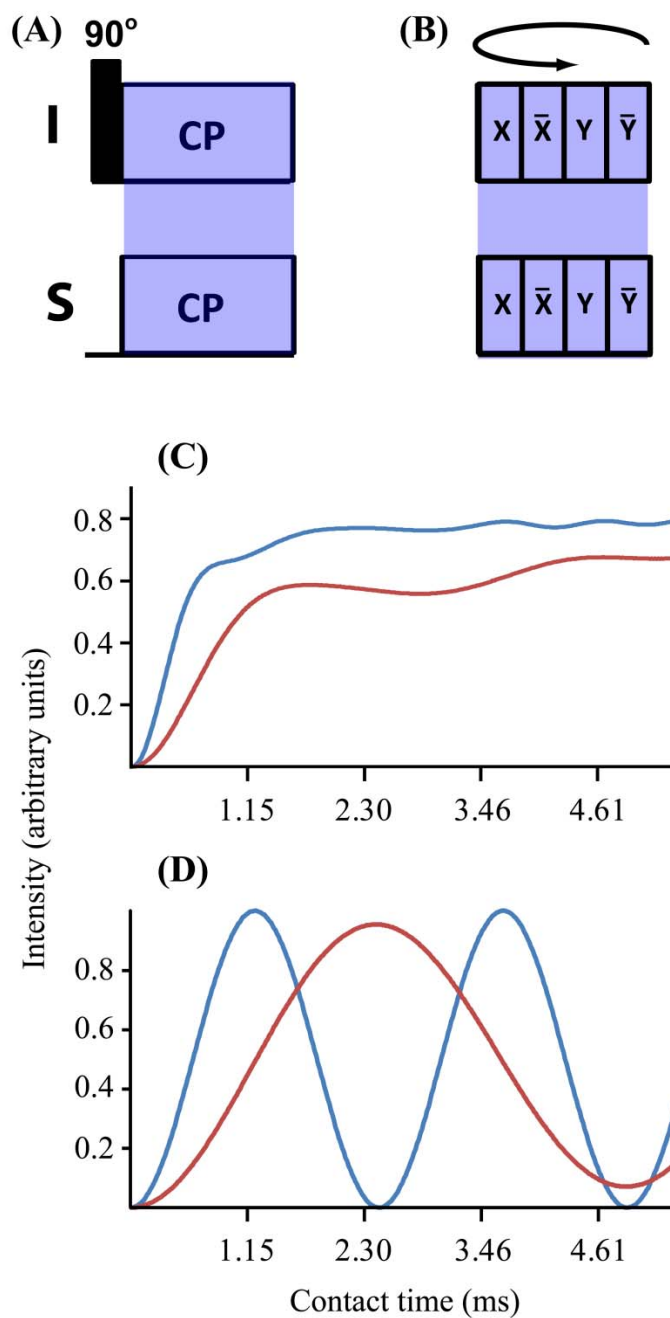 (A) (B)
90°
I CP X X̄ Y Ȳ
S CP X X̄ Y Ȳ
(C)
0.8
0.6
0.4
0.2
1.15 2.30 3.46 4.61
(D)
0.8
0.6
0.4
0.2
1.15 2.30 3.46 4.61
Intensity (arbitrary units)
Contact time (ms)